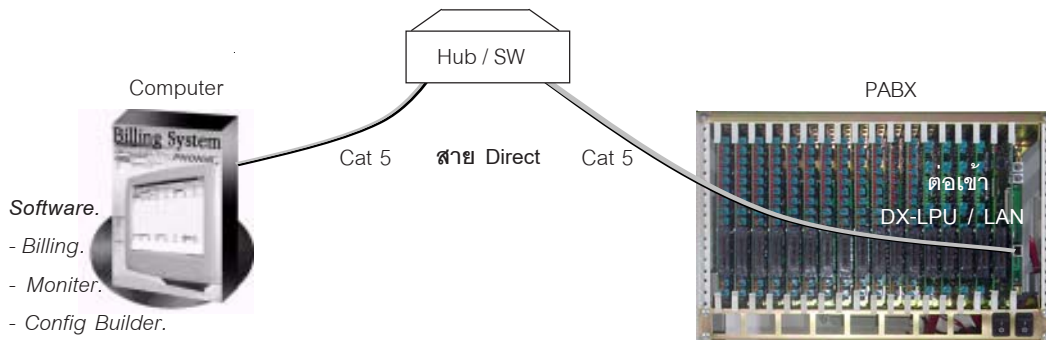 Hub / SW
Computer
PABX
Billing System
PHONIK
Cat 5
สาย Direct
Cat 5
ต่อเข้า
DX-LPU / LAN
Software.
- Billing.
- Moniter.
- Config Builder.